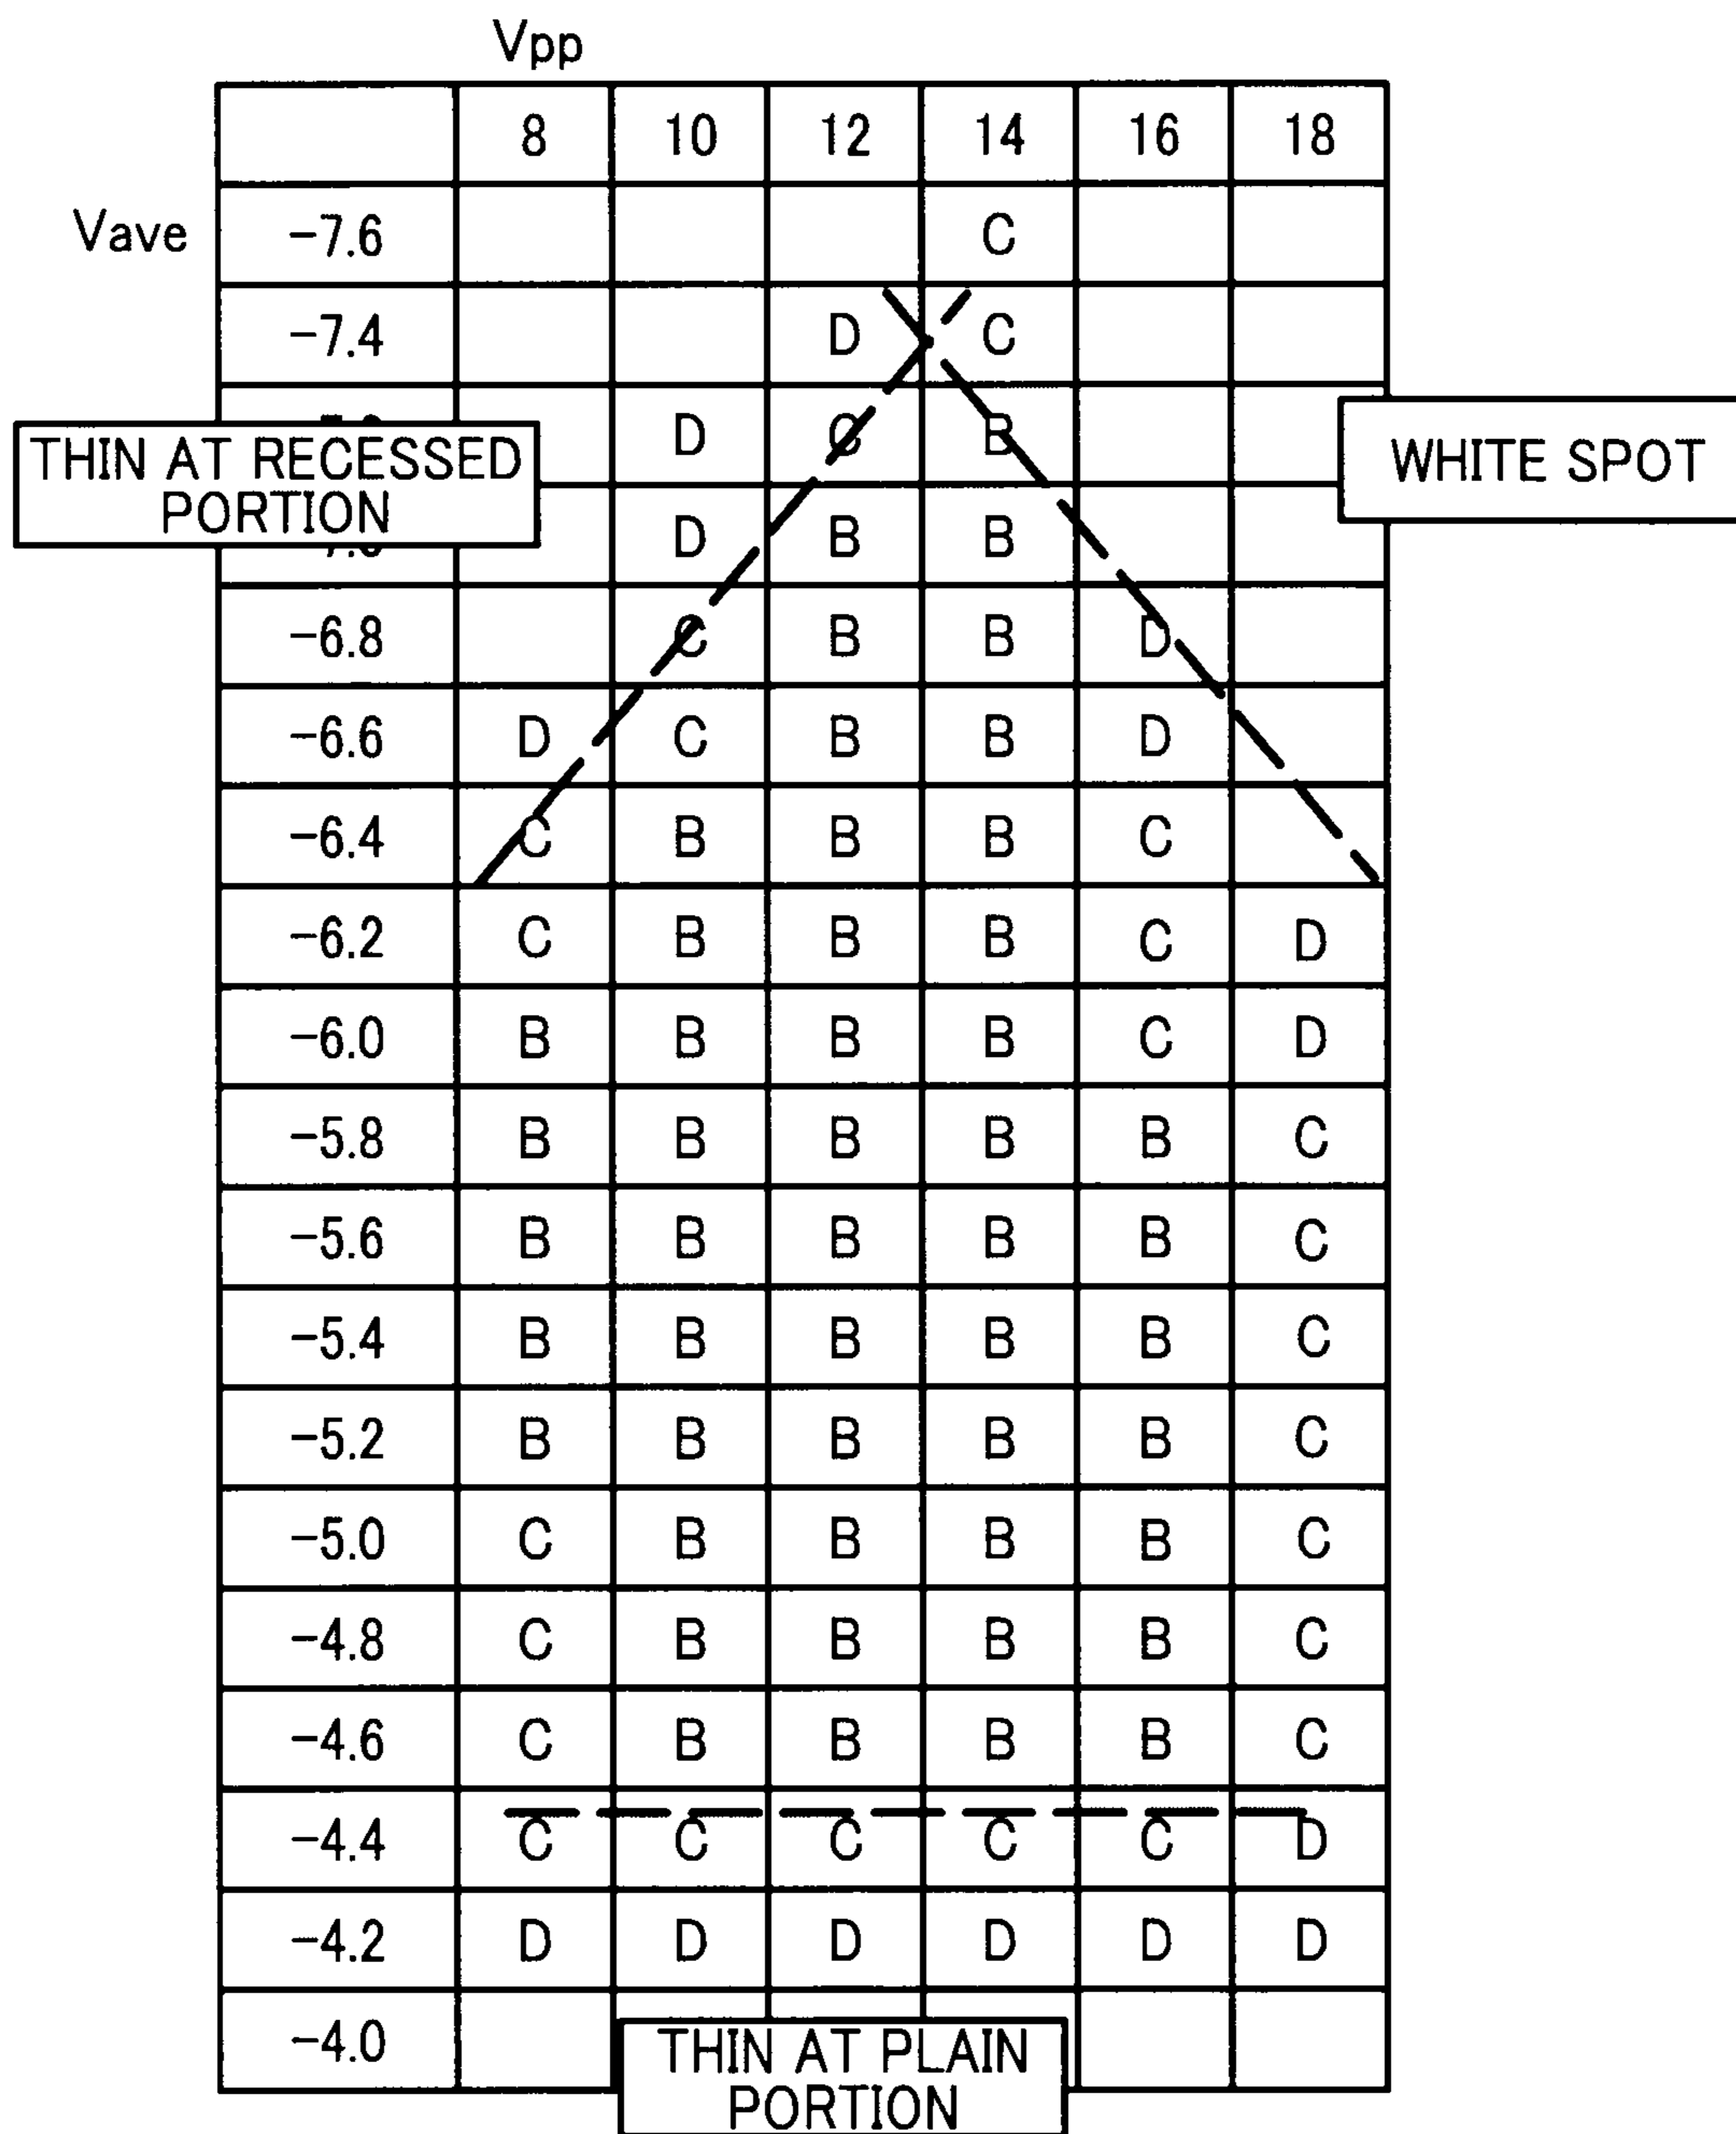 Vpp
8 10 12 14 16 18
Vave -7.6 C
-7.4 D C
D C B
THIN AT RECESSED
PORTION
WHITE SPOT
D B B
-6.8 C B B D
-6.6 D C B B D
-6.4 C B B B C
-6.2 C B B B C D
-6.0 B B B B C D
-5.8 B B B B B C
-5.6 B B B B B C
-5.4 B B B B B C
-5.2 B B B B B C
-5.0 C B B B B C
-4.8 C B B B B C
-4.6 C B B B B C
-4.4 C C C C C D
-4.2 D D D D D D
-4.0
THIN AT PLAIN
PORTION